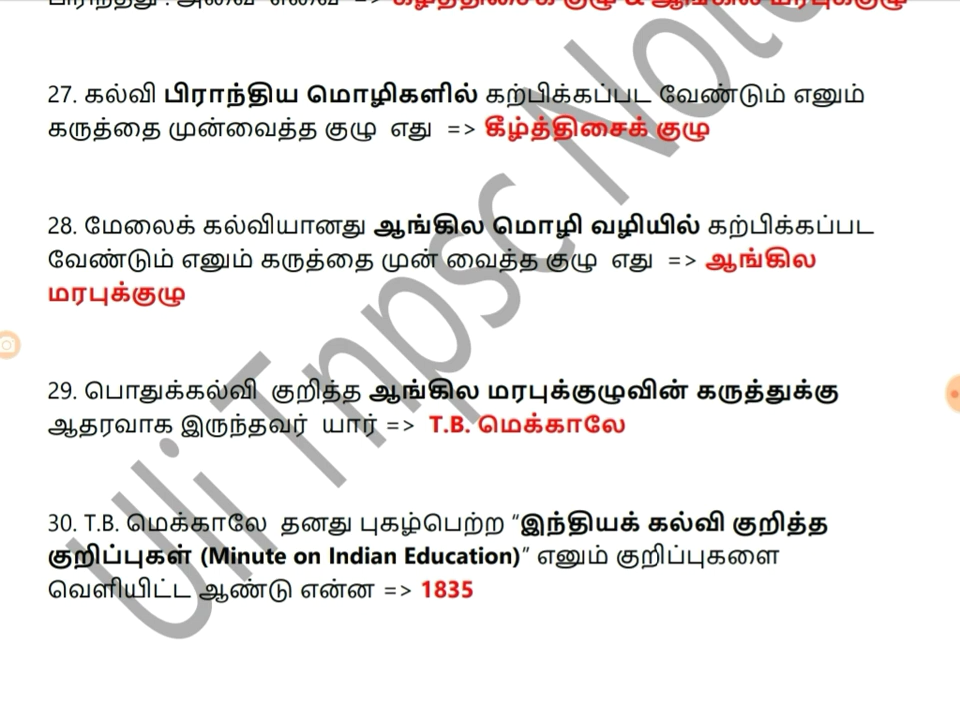 27. கல்வி பிராந்திய மொழிகளில் கற்பிக்கப்பட வேண்டும் எனும்
கருத்தை முன்வைத்த குழு எது => கீழ்த்திசைக் குழு
28. மேலைக் கல்வியானது ஆங்கில மொழி வழியில் கற்பிக்கப்பட
வேண்டும் எனும் கருத்தை முன் வைத்த குழு எது => ஆங்கில
மரபுக்குழு
29. பொதுக்கல்வி குறித்த ஆங்கில மரபுக்குழுவின் கருத்துக்கு
ஆதரவாக இருந்தவர் யார் => T.B. மெக்காலே
30. T.B. மெக்காலே தனது புகழ்பெற்ற “இந்தியக் கல்வி குறித்த
குறிப்புகள் (Minute on Indian Education)” எனும் குறிப்புகளை
வெளியிட்ட ஆண்டு என்ன => 1835
Uli Tnpsc